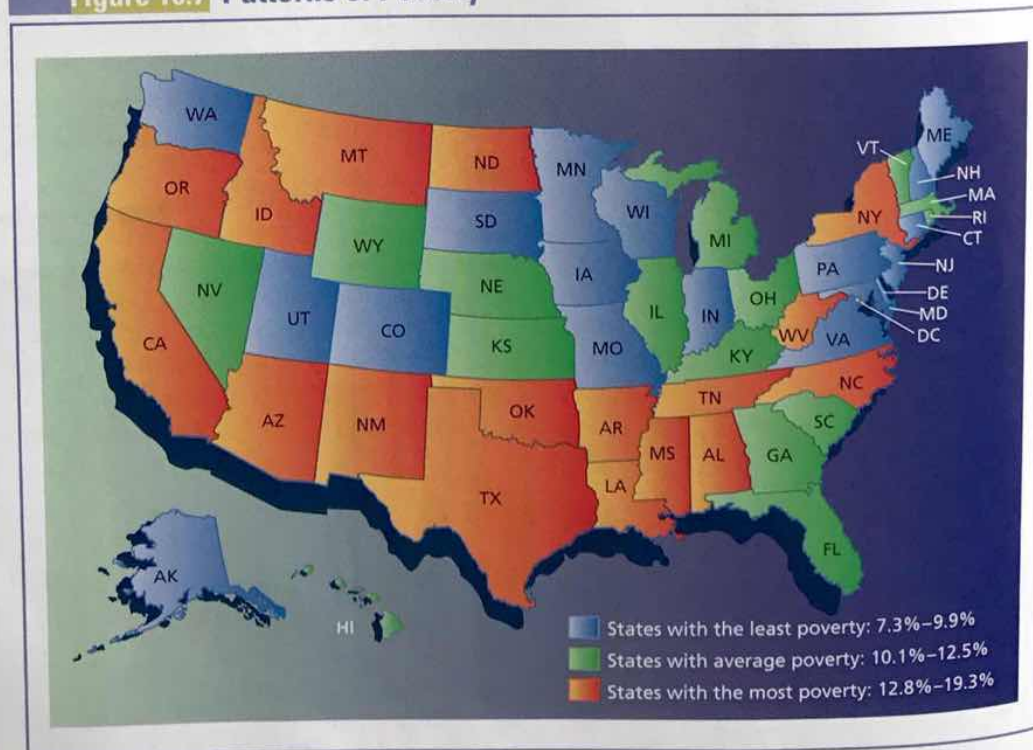 Patterns of Poverty
WA
MT
ND
MN
ME
VT
NH
MA
RI
CT
OR
ID
SD
WI
NY
WY
MI
NJ
NV
NE
IA
PA
DE
MD
DC
UT
CO
IL
IN
OH
WV
VA
CA
KS
MO
KY
AZ
NM
OK
AR
TN
NC
TX
MS
AL
GA
SC
LA
FL
AK
HI
States with the least poverty: 7.3%–9.9%
States with average poverty: 10.1%–12.5%
States with the most poverty: 12.8%–19.3%